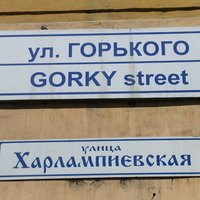 ул. ГОРЬКОГО
GORKY street
улица
Харлампиевская